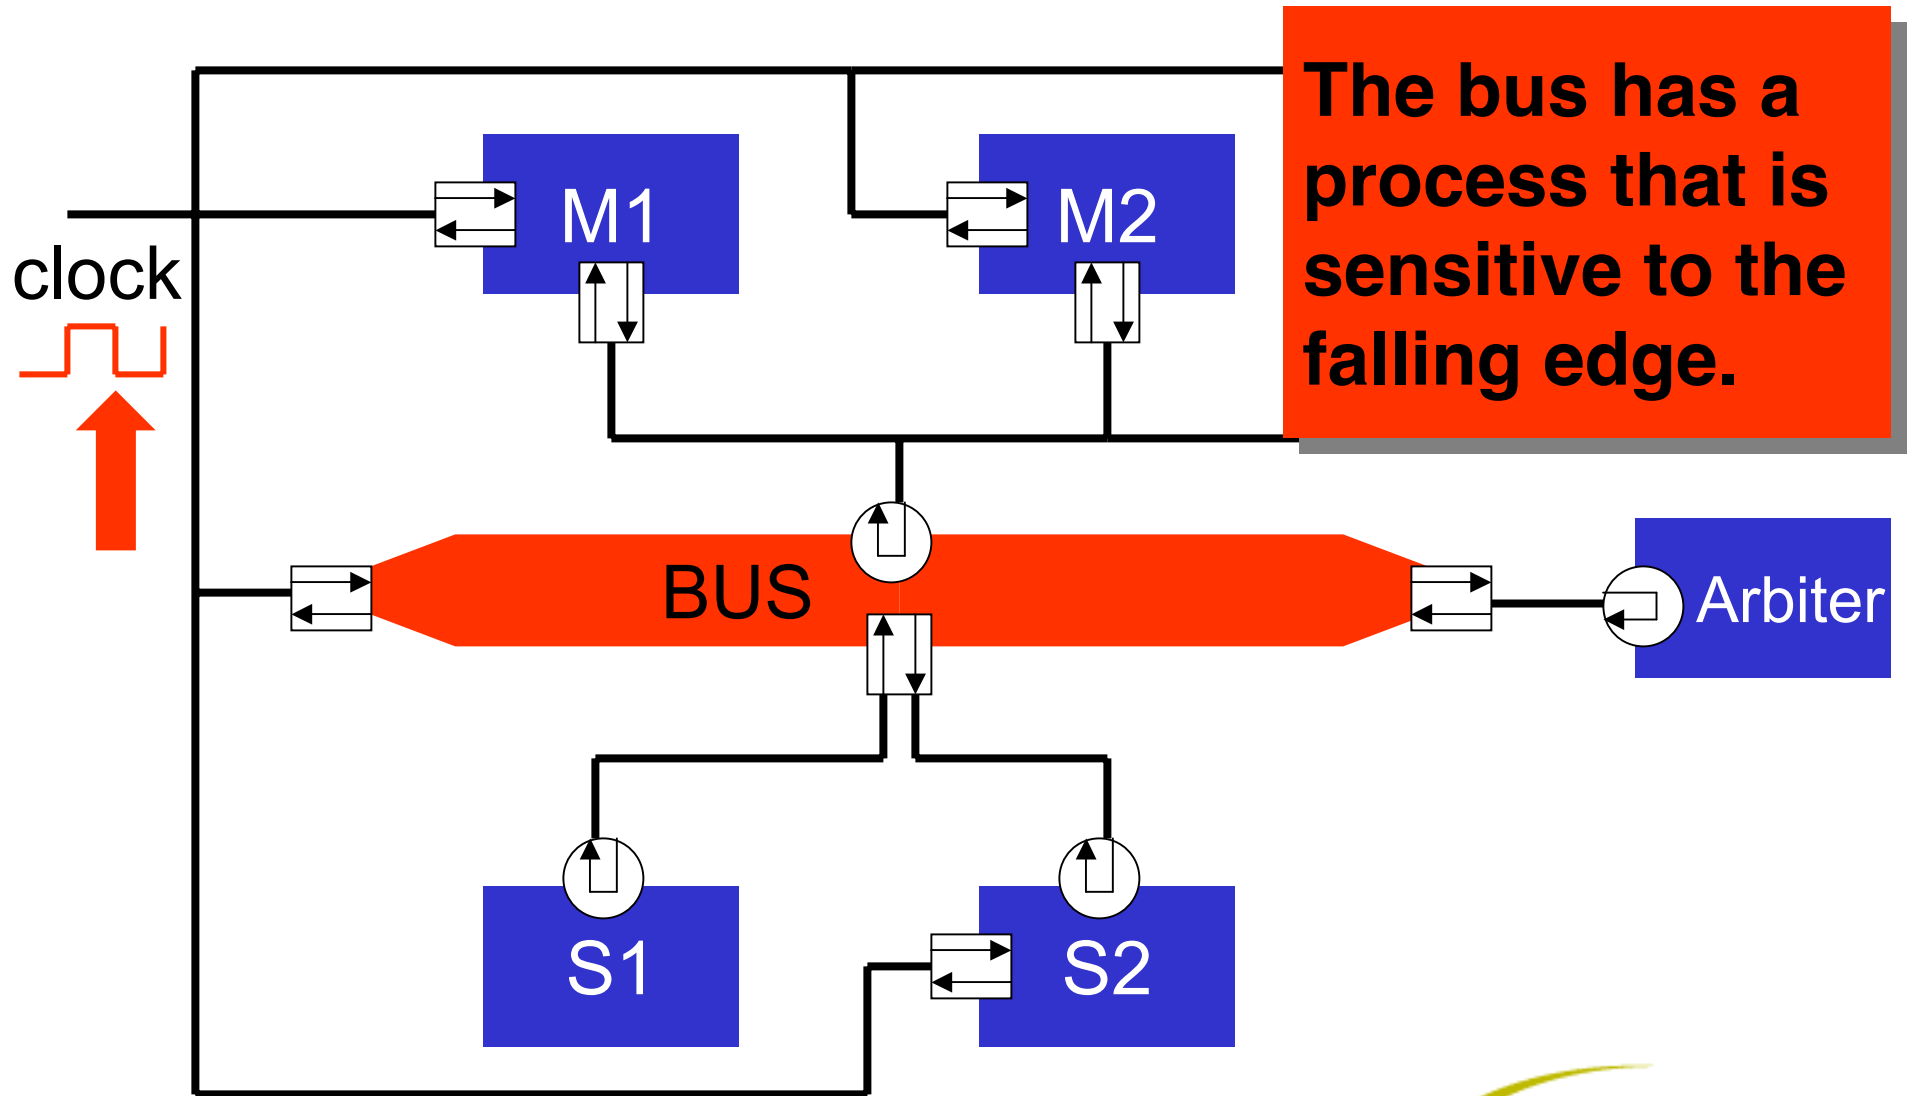 The bus has a
process that is
sensitive to the
falling edge.
M1
M2
clock
BUS
Arbiter
S1
S2